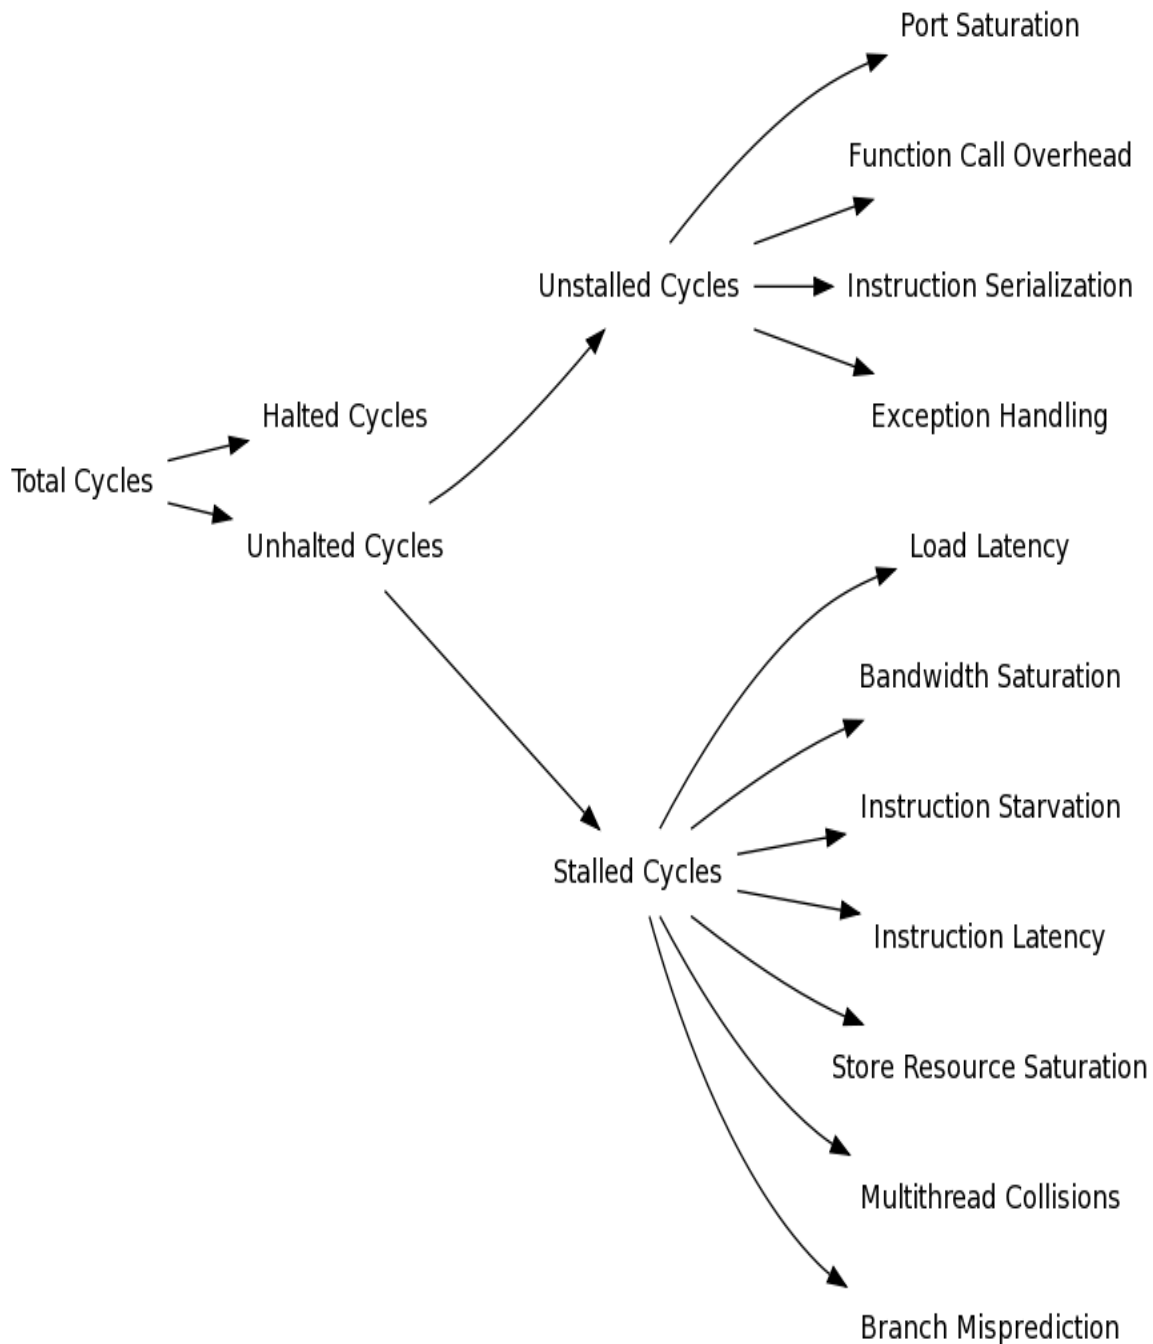 Port Saturation
Function Call Overhead
Unstalled Cycles
Instruction Serialization
Halted Cycles
Exception Handling
Total Cycles
Unhalted Cycles
Load Latency
Bandwidth Saturation
Instruction Starvation
Stalled Cycles
Instruction Latency
Store Resource Saturation
Multithread Collisions
Branch Misprediction